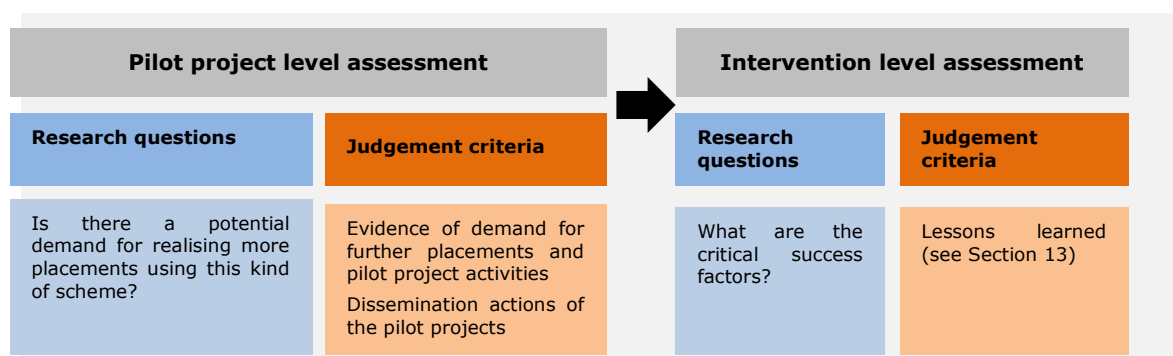 Pilot project level assessment
Intervention level assessment
Research questions
Judgement criteria
Research
questions
Judgement
criteria
Is there a potential
demand for realising more
placements using this kind
of scheme?
Evidence of demand for
further placements and
pilot project activities
Dissemination actions of
the pilot projects
What are the
critical success
factors?
Lessons learned
(see Section 13)